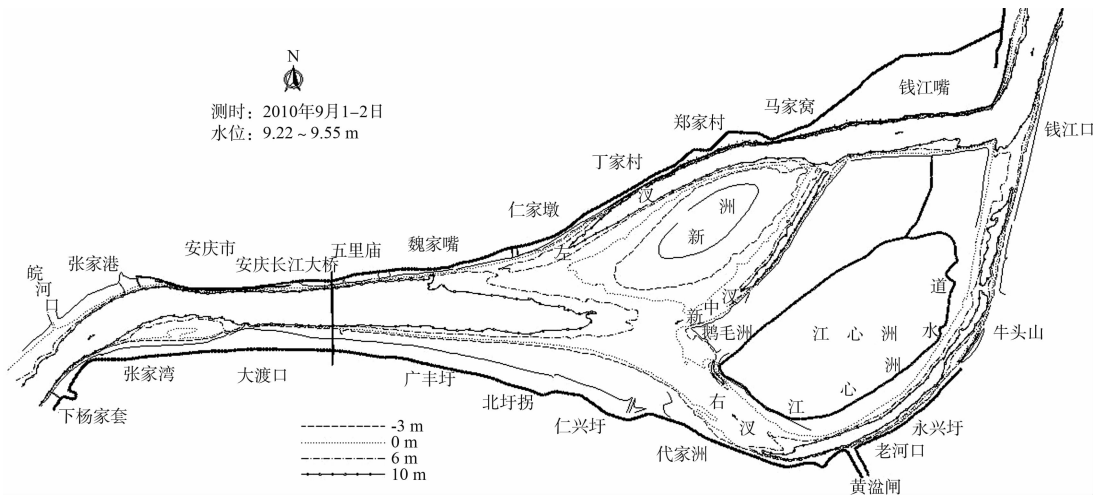 N
测时：2010年9月1–2日
水位：9.22～9.55 m
钱江嘴
马家窝
郑家村
钱江口
丁家村
仁家墩
汊
洲
新
左
魏家嘴
五里庙
安庆市
安庆长江大桥
张家港
皖河口
新中汊
鹅毛洲
道
江心洲
水
牛头山
洲
心
江
右
汊
张家湾
大渡口
广丰圩
北圩拐
仁兴圩
代家洲
下杨家套
永兴圩
老河口
黄湓闸
-3 m
0 m
6 m
10 m